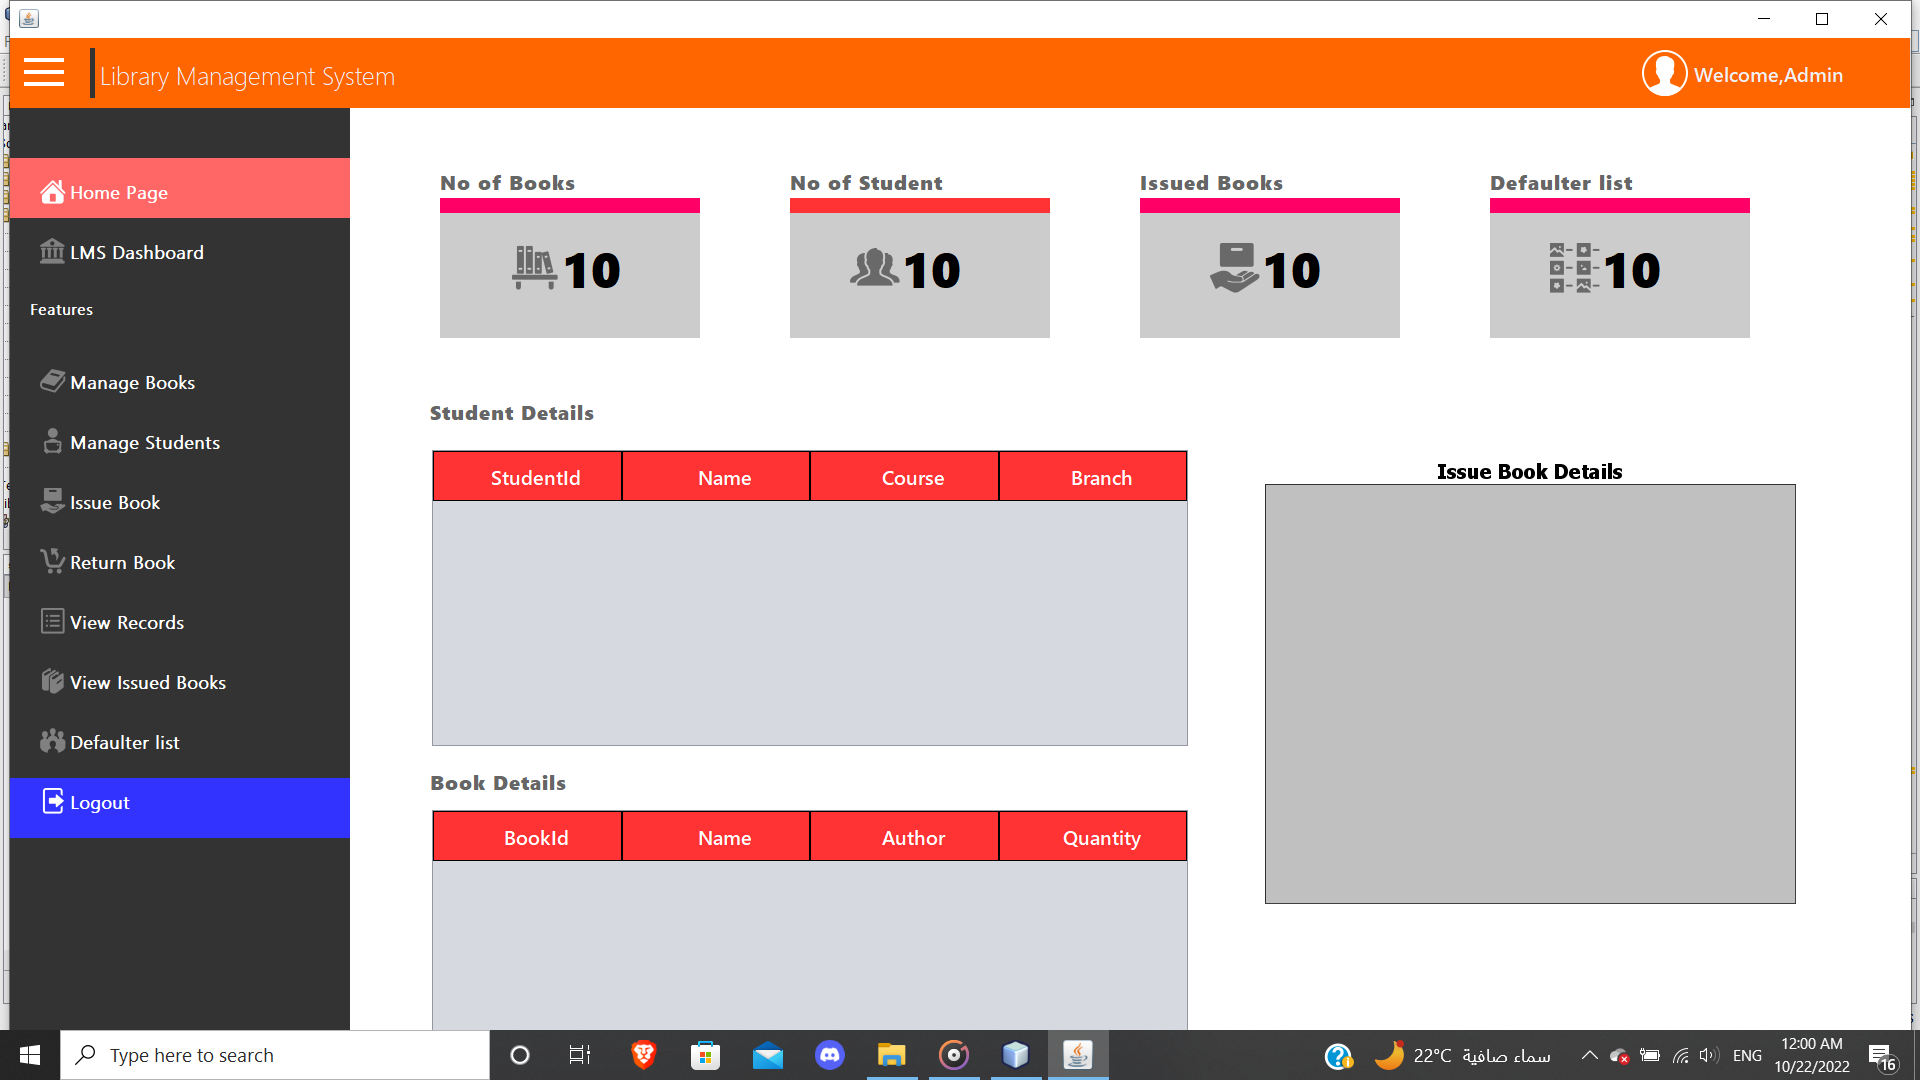 Library Management System
Welcome,Admin
Home Page
LMS Dashboard
Features
Manage Books
Manage Students
Issue Book
Return Book
View Records
View Issued Books
Defaulter list
Logout
No of Books
10
No of Student
10
Issued Books
10
Defaulter list
10
Student Details
StudentId Name Course Branch
Issue Book Details
Book Details
BookId Name Author Quantity
Type here to search
22°C سماء صافية
ENG
12:00 AM
10/22/2022
16